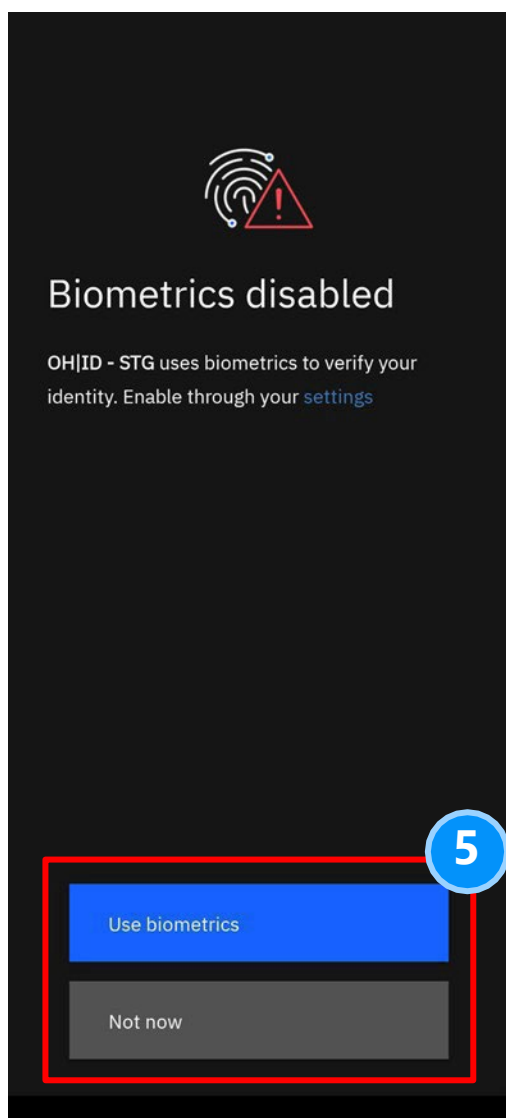 Biometrics disabled
OH|ID - STG uses biometrics to verify your
identity. Enable through your settings
5
Use biometrics
Not now